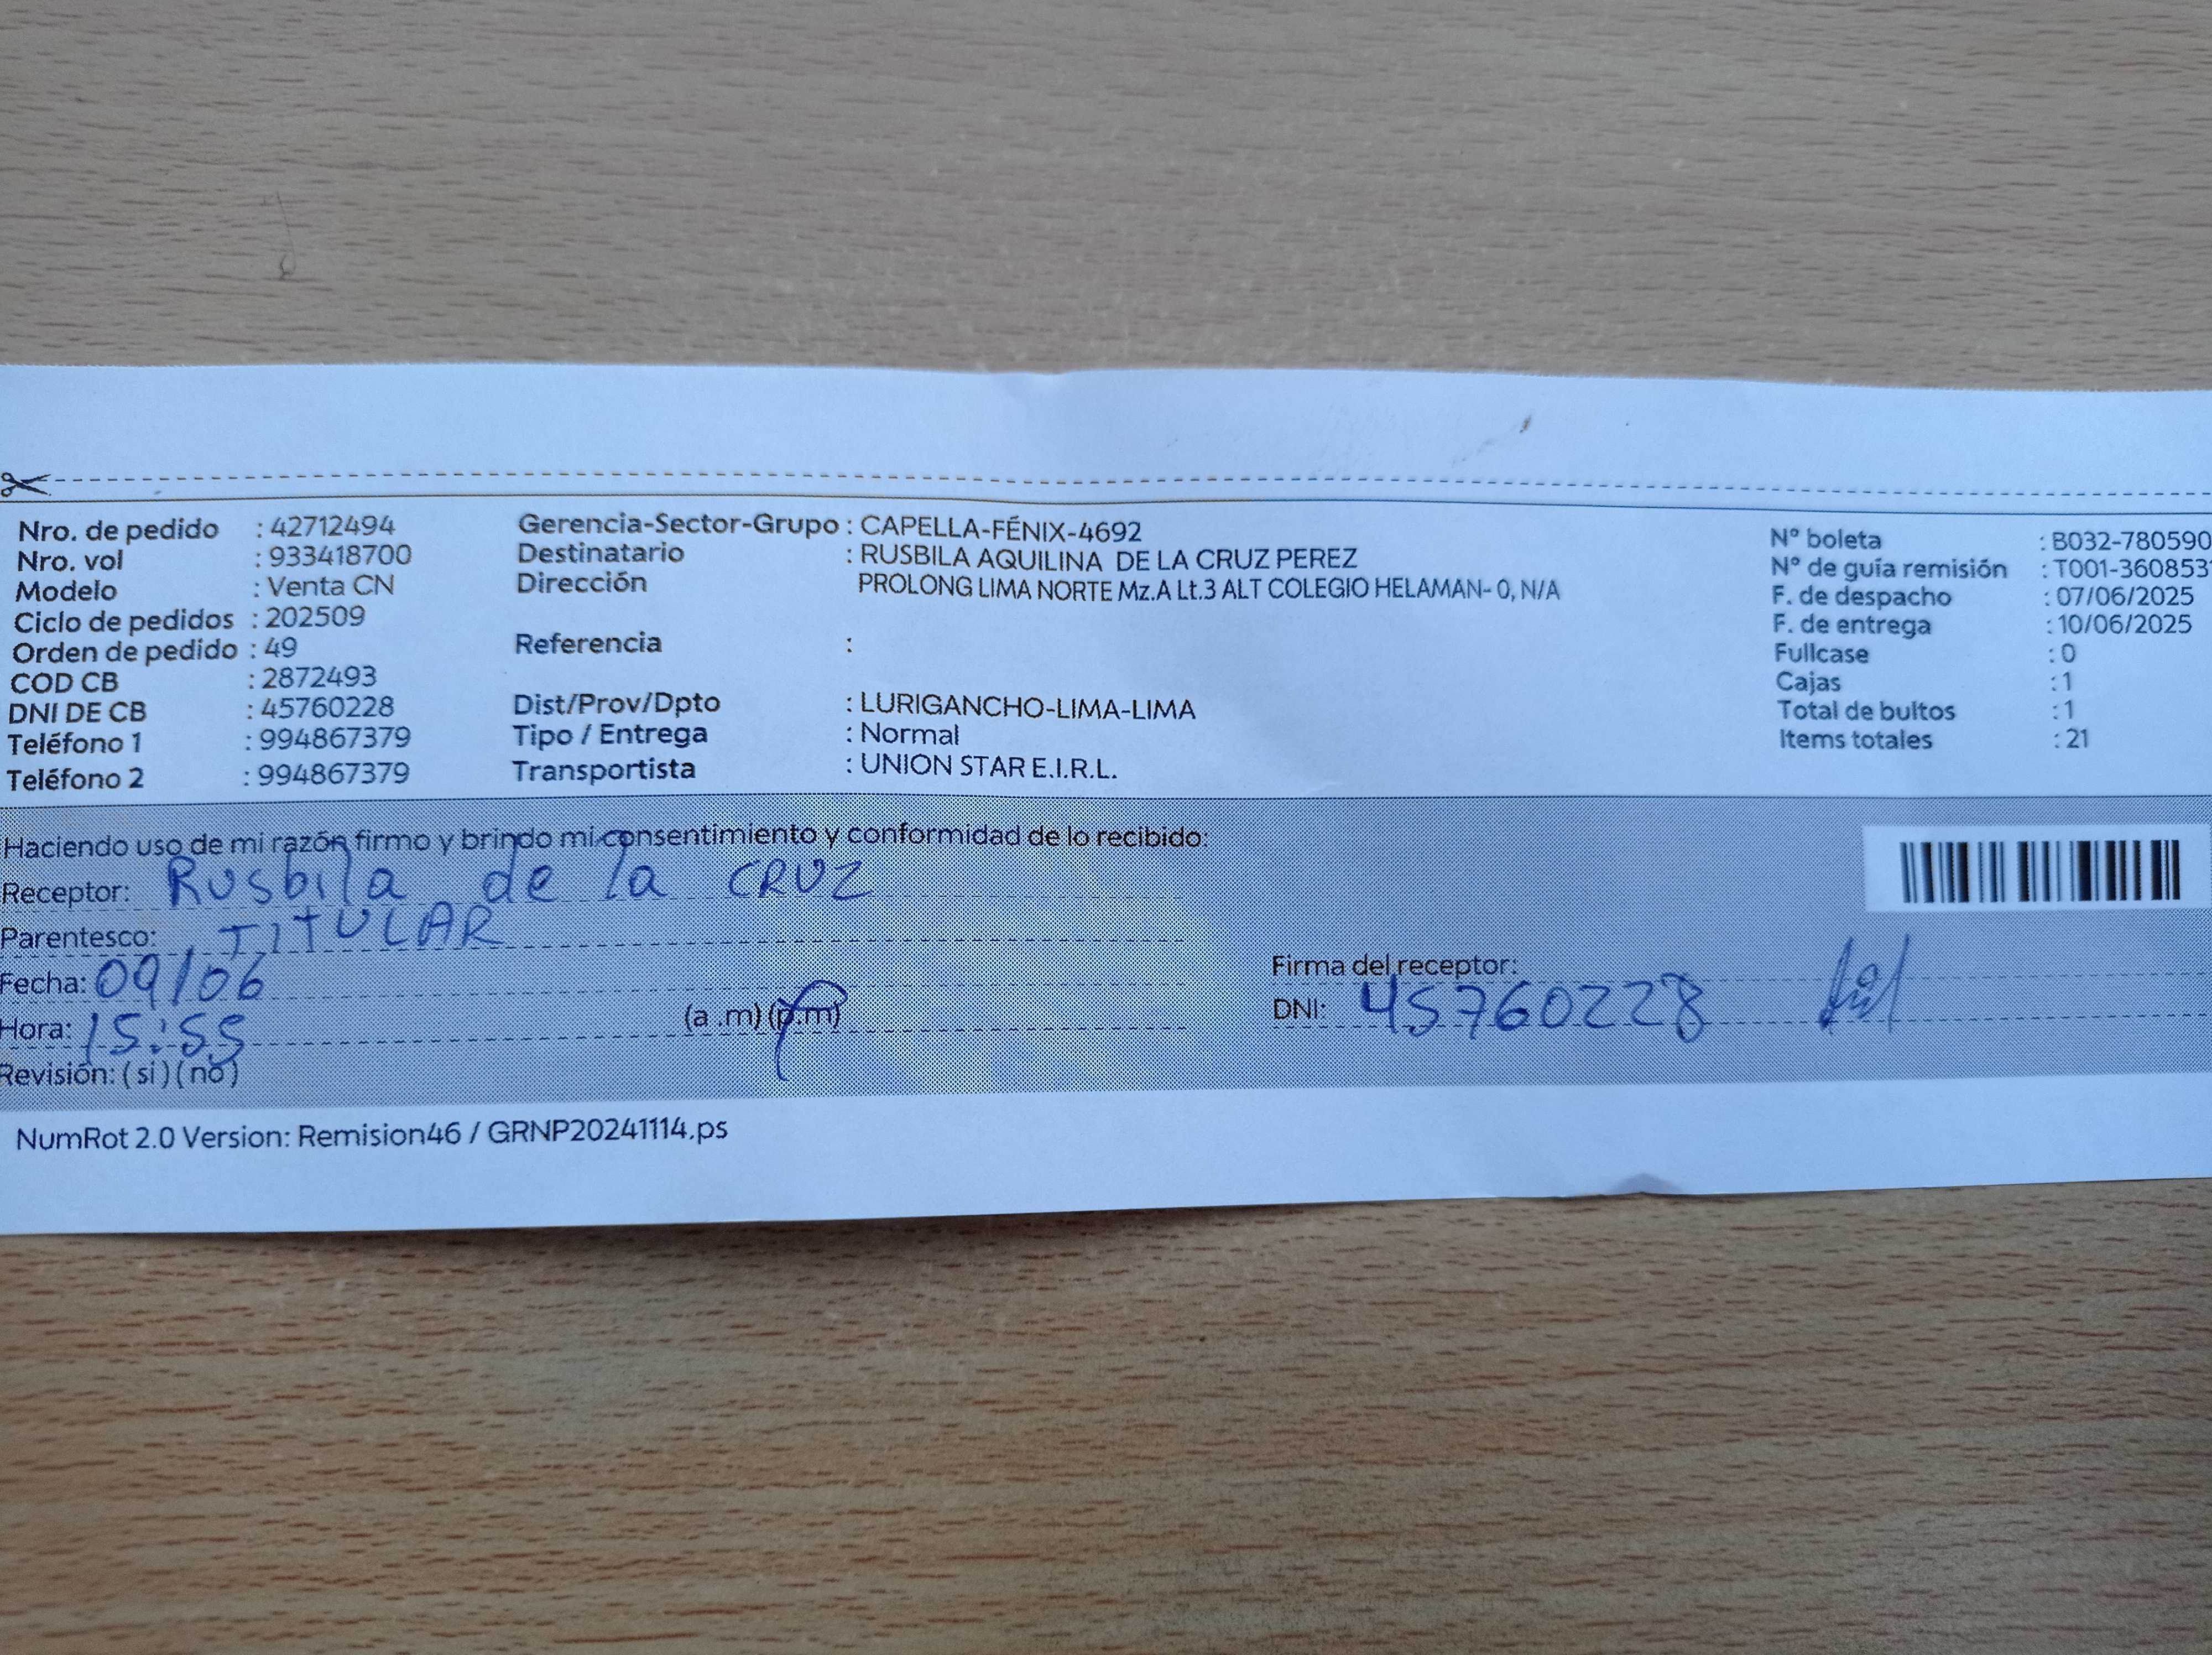 Nro. de pedido : 42712494 Gerencia-Sector-Grupo : CAPELLA-FÉNIX-4692 N° boleta : B032-780590
Nro. vol : 933418700 Destinatario : RUSBILA AQUILINA DE LA CRUZ PEREZ N° de guía remisión : T001-360853
Modelo : Venta CN Dirección PROLONG LIMA NORTE Mz.A Lt.3 ALT COLEGIO HELAMAN- 0, N/A F. de despacho : 07/06/2025
Ciclo de pedidos : 202509 F. de entrega : 10/06/2025
Orden de pedido : 49 Referencia : Fullcase : 0
COD CB : 2872493 Cajas : 1
DNI DE CB : 45760228 Dist/Prov/Dpto : LURIGANCHO-LIMA-LIMA Total de bultos : 1
Teléfono 1 : 994867379 Tipo / Entrega : Normal Items totales : 21
Teléfono 2 : 994867379 Transportista : UNION STAR E.I.R.L.
Haciendo uso de mi razón firmo y brindo mi consentimiento y conformidad de lo recibido:
Receptor: Rusbila de la CRUZ
Parentesco: TITULAR
Fecha: 09/06 Firma del receptor:
Hora: 15:55 (a .m) (p.m) DNI: 45760228
Revisión: ( si ) ( no )
NumRot 2.0 Version: Remision46 / GRNP20241114.ps